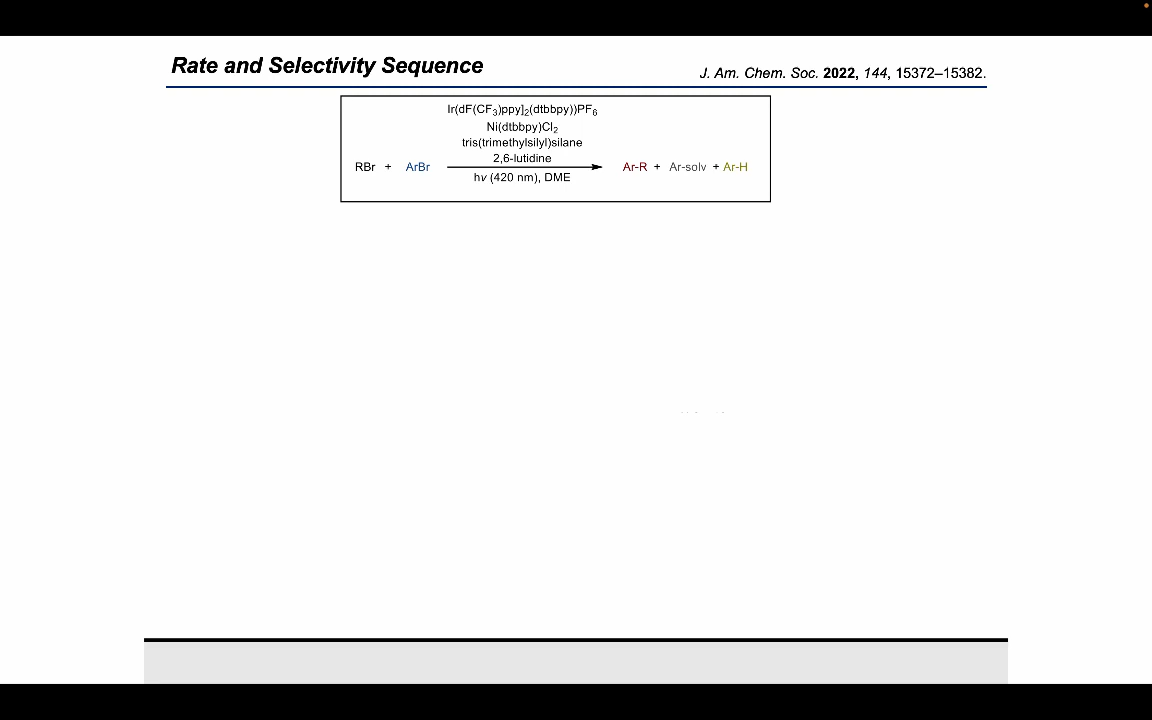 Rate and Selectivity Sequence
J. Am. Chem. Soc. 2022, 144, 15372–15382.
Ir(dF(CF3)ppy]2(dtbbpy))PF6
Ni(dtbbpy)Cl2
tris(trimethylsilyl)silane
2,6-lutidine
RBr + ArBr Ar-R + Ar-solv + Ar-H
hν (420 nm), DME